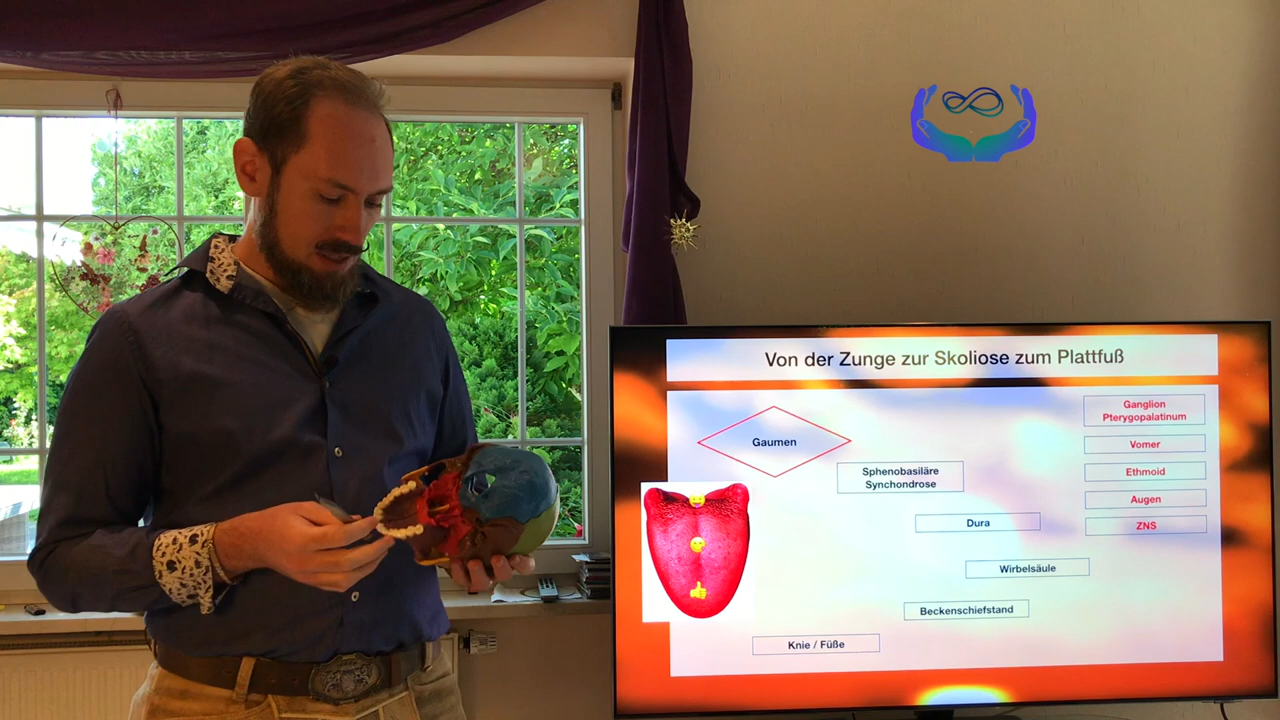 Von der Zunge zur Skoliose zum Plattfuß
Gaumen
Sphenobasiläre
Synchondrose
Dura
Wirbelsäule
Beckenschiefstand
Knie / Füße
Ganglion
Pterygopalatinum
Vomer
Ethmoid
Augen
ZNS